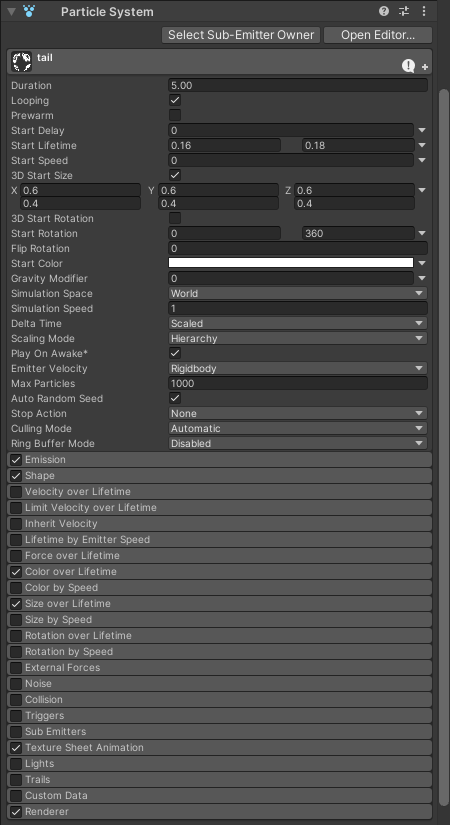 Particle System
Select Sub-Emitter Owner Open Editor...
tail
Duration 5.00
Looping
Prewarm
Start Delay 0
Start Lifetime 0.16 0.18
Start Speed 0
3D Start Size
X 0.6 Y 0.6 Z 0.6
0.4 0.4 0.4
3D Start Rotation
Start Rotation 0 360
Flip Rotation 0
Start Color
Gravity Modifier 0
Simulation Space World
Simulation Speed 1
Delta Time Scaled
Scaling Mode Hierarchy
Play On Awake*
Emitter Velocity Rigidbody
Max Particles 1000
Auto Random Seed
Stop Action None
Culling Mode Automatic
Ring Buffer Mode Disabled
Emission
Shape
Velocity over Lifetime
Limit Velocity over Lifetime
Inherit Velocity
Lifetime by Emitter Speed
Force over Lifetime
Color over Lifetime
Color by Speed
Size over Lifetime
Size by Speed
Rotation over Lifetime
Rotation by Speed
External Forces
Noise
Collision
Triggers
Sub Emitters
Texture Sheet Animation
Lights
Trails
Custom Data
Renderer